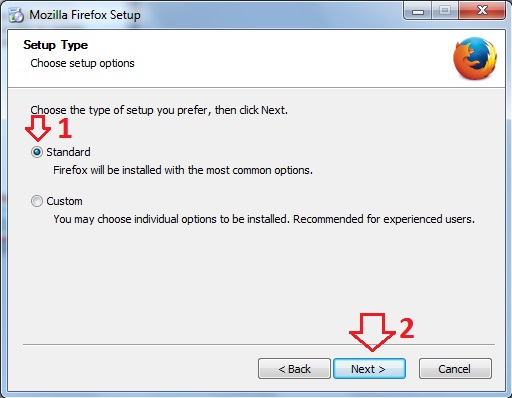 Mozilla Firefox Setup
Setup Type
Choose setup options
Choose the type of setup you prefer, then click Next.
1
Standard
Firefox will be installed with the most common options.
Custom
You may choose individual options to be installed. Recommended for experienced users.
2
< Back
Next >
Cancel